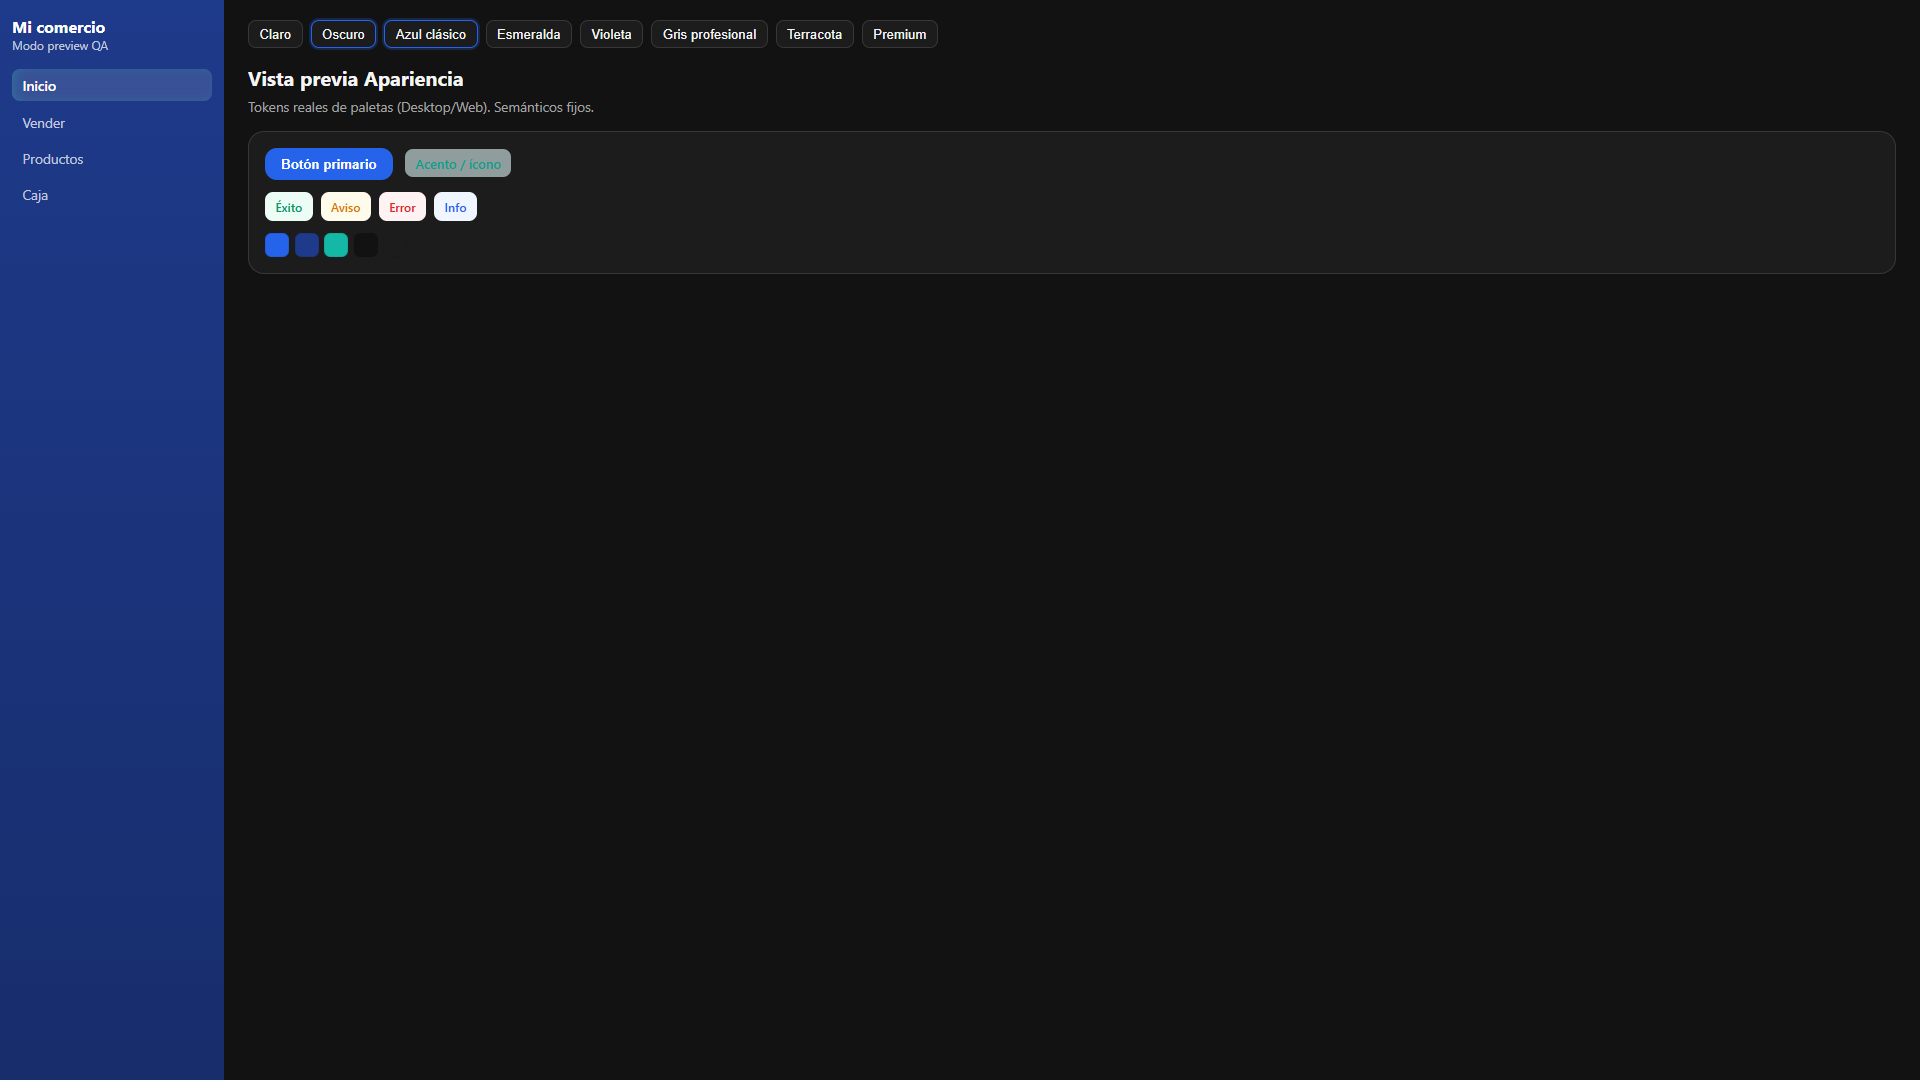 Mi comercio
Modo preview QA
Inicio
Vender
Productos
Caja
Claro Oscuro Azul clásico Esmeralda Violeta Gris profesional Terracota Premium
Vista previa Apariencia
Tokens reales de paletas (Desktop/Web). Semánticos fijos.
Botón primario Acento / ícono
Éxito Aviso Error Info